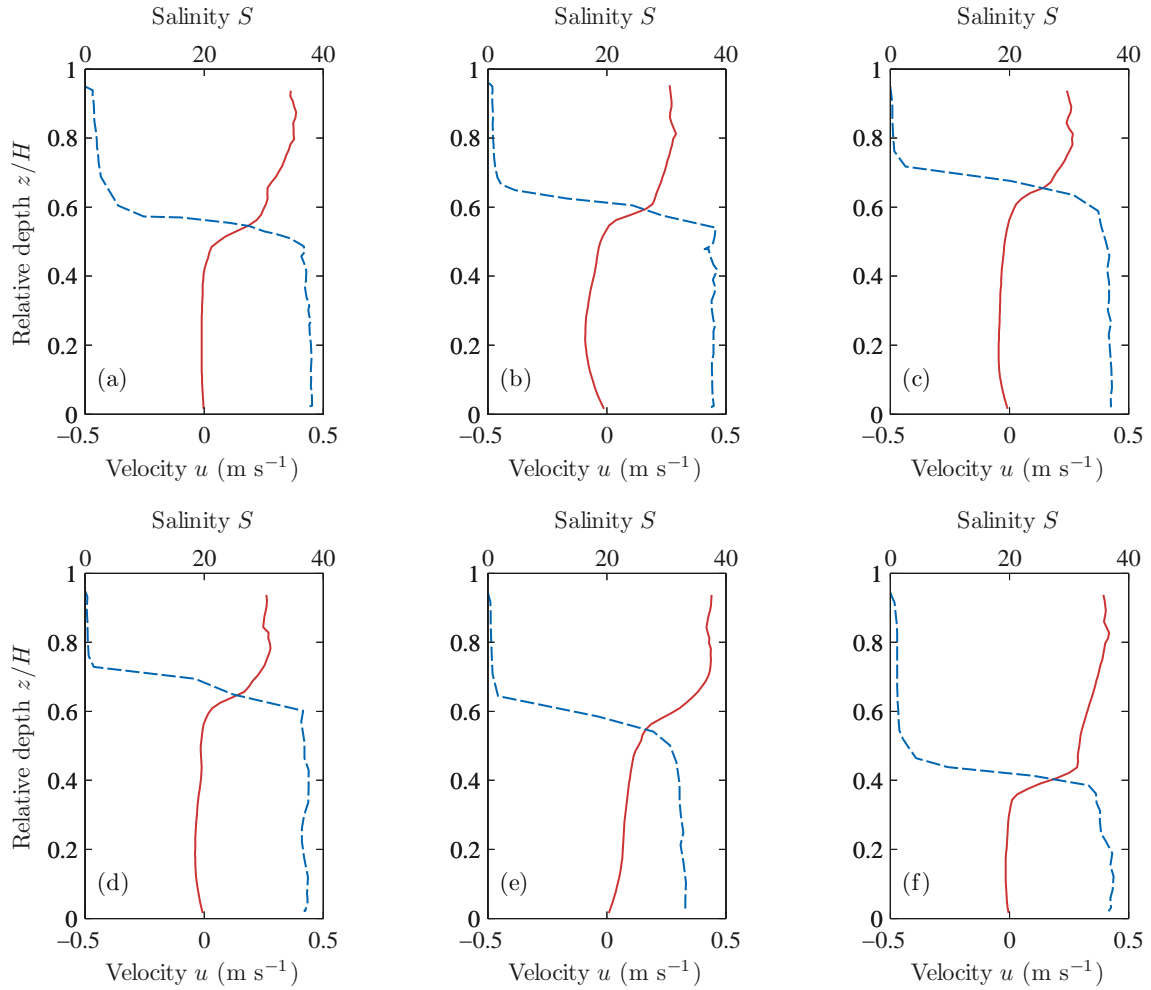 Salinity S Salinity S Salinity S
0 20 40 0 20 40 0 20 40
1 1 1
0.8 0.8 0.8
0.6 0.6 0.6
Relative depth z/H
0.4 0.4 0.4
0.2 0.2 0.2
(a) (b) (c)
0 0 0
−0.5 0 0.5 −0.5 0 0.5 −0.5 0 0.5
Velocity u (m s⁻¹) Velocity u (m s⁻¹) Velocity u (m s⁻¹)
Salinity S Salinity S Salinity S
0 20 40 0 20 40 0 20 40
1 1 1
0.8 0.8 0.8
0.6 0.6 0.6
Relative depth z/H
0.4 0.4 0.4
0.2 0.2 0.2
(d) (e) (f)
0 0 0
−0.5 0 0.5 −0.5 0 0.5 −0.5 0 0.5
Velocity u (m s⁻¹) Velocity u (m s⁻¹) Velocity u (m s⁻¹)